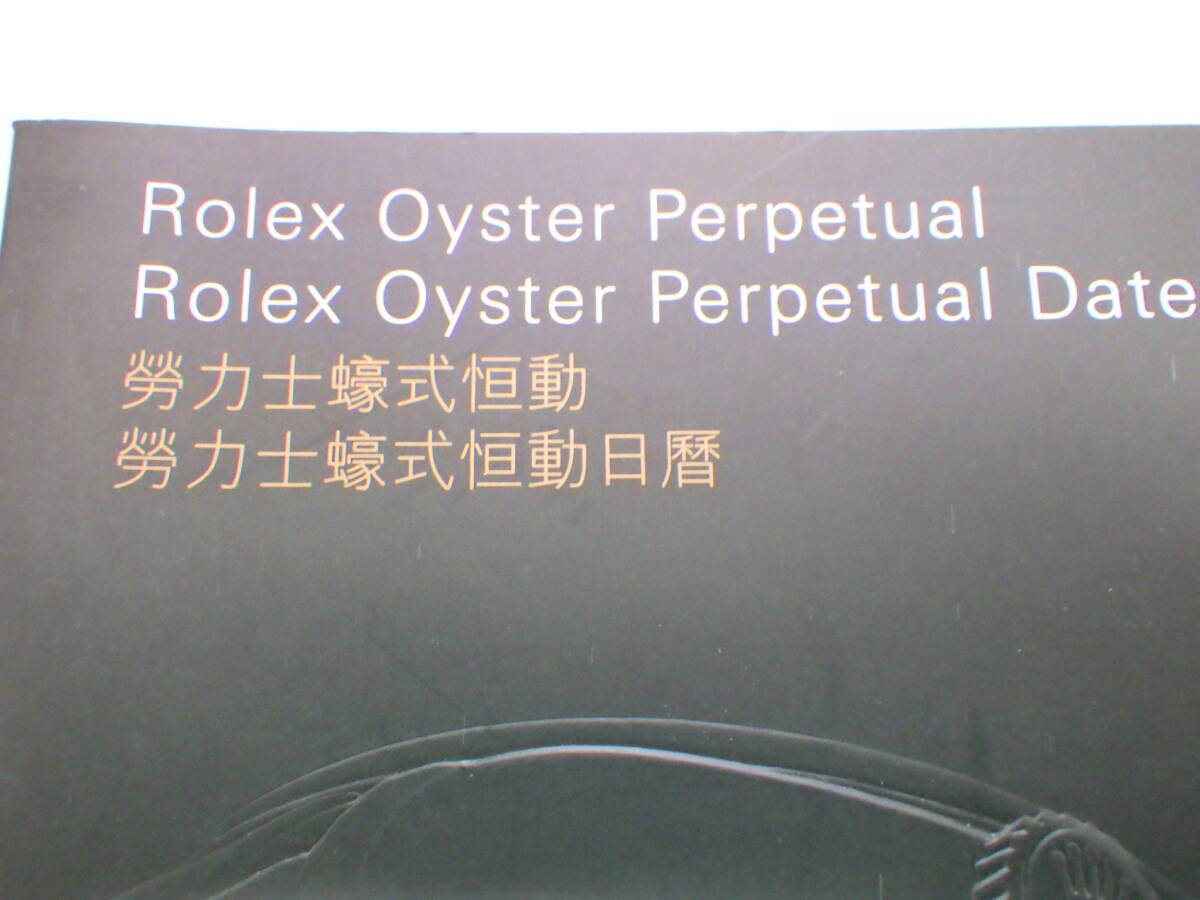 Rolex Oyster Perpetual
Rolex Oyster Perpetual Date
勞力士蠔式恒動
勞力士蠔式恒動日曆